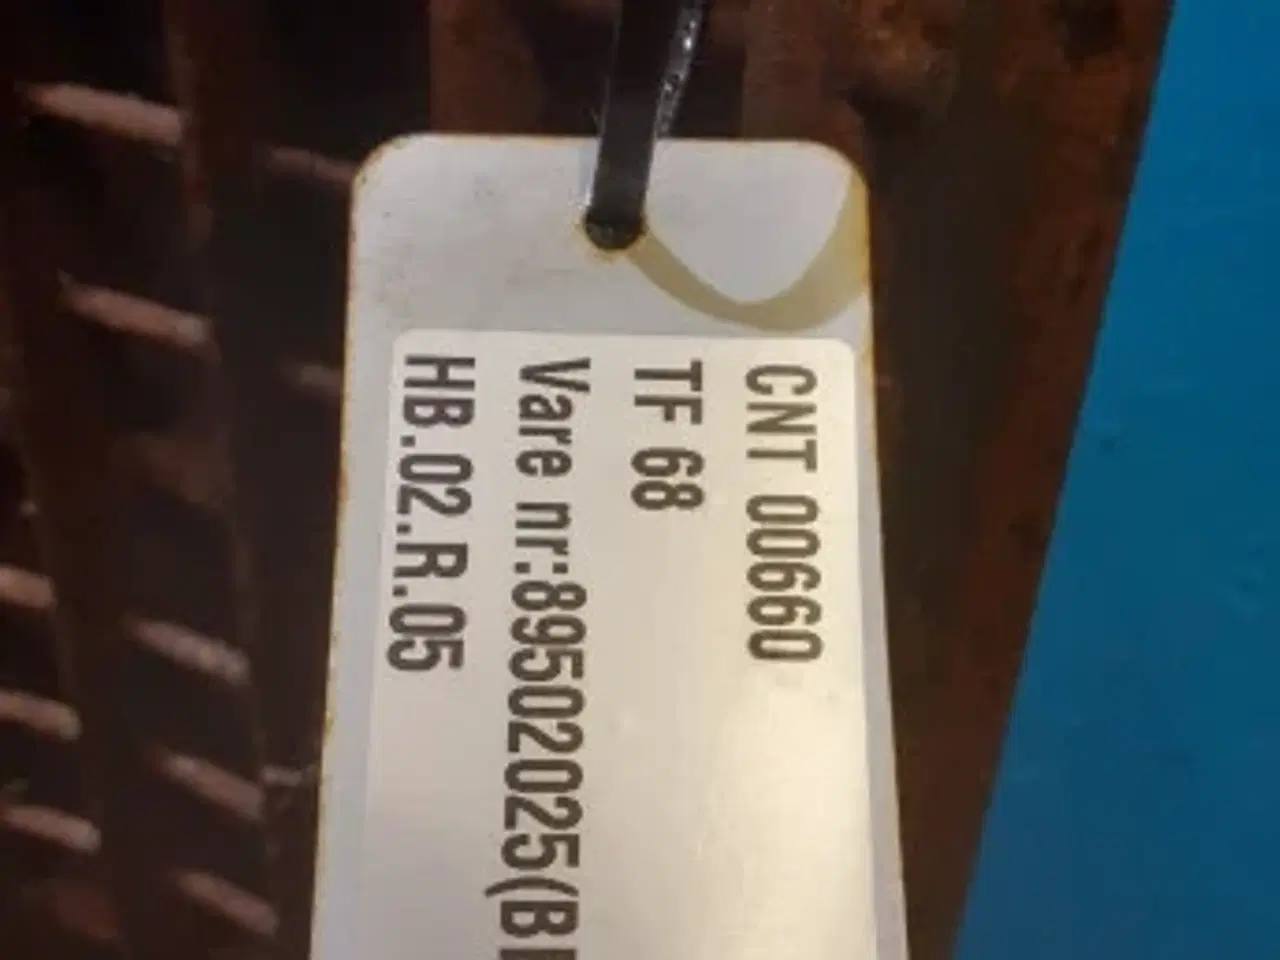 CNT 00660
TF 68
Vare nr:89502025(B
HB.02.R.05